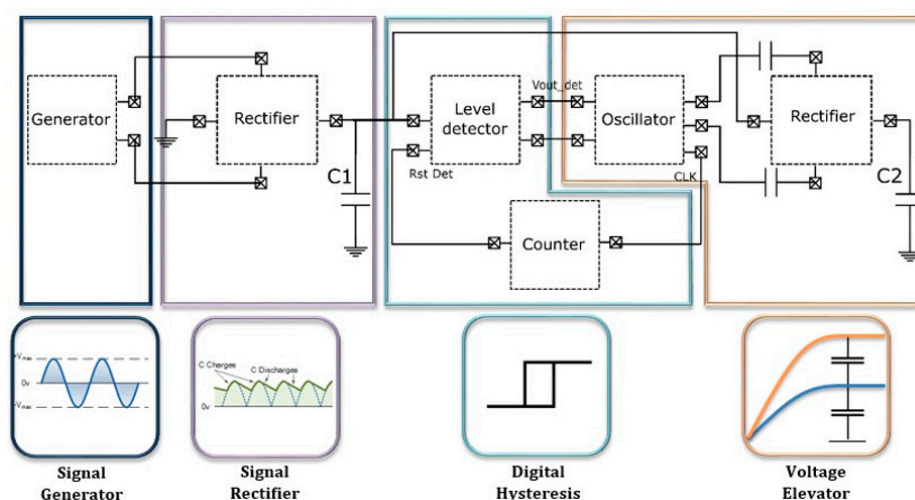 Generator
Rectifier
C1
Level
detector
Rst Det
Vout_det
Oscillator
CLK
Rectifier
C2
Counter
+Vmax
0v
-Vmax
C Charges
C Discharges
0v
Signal
Generator
Signal
Rectifier
Digital
Hysteresis
Voltage
Elevator